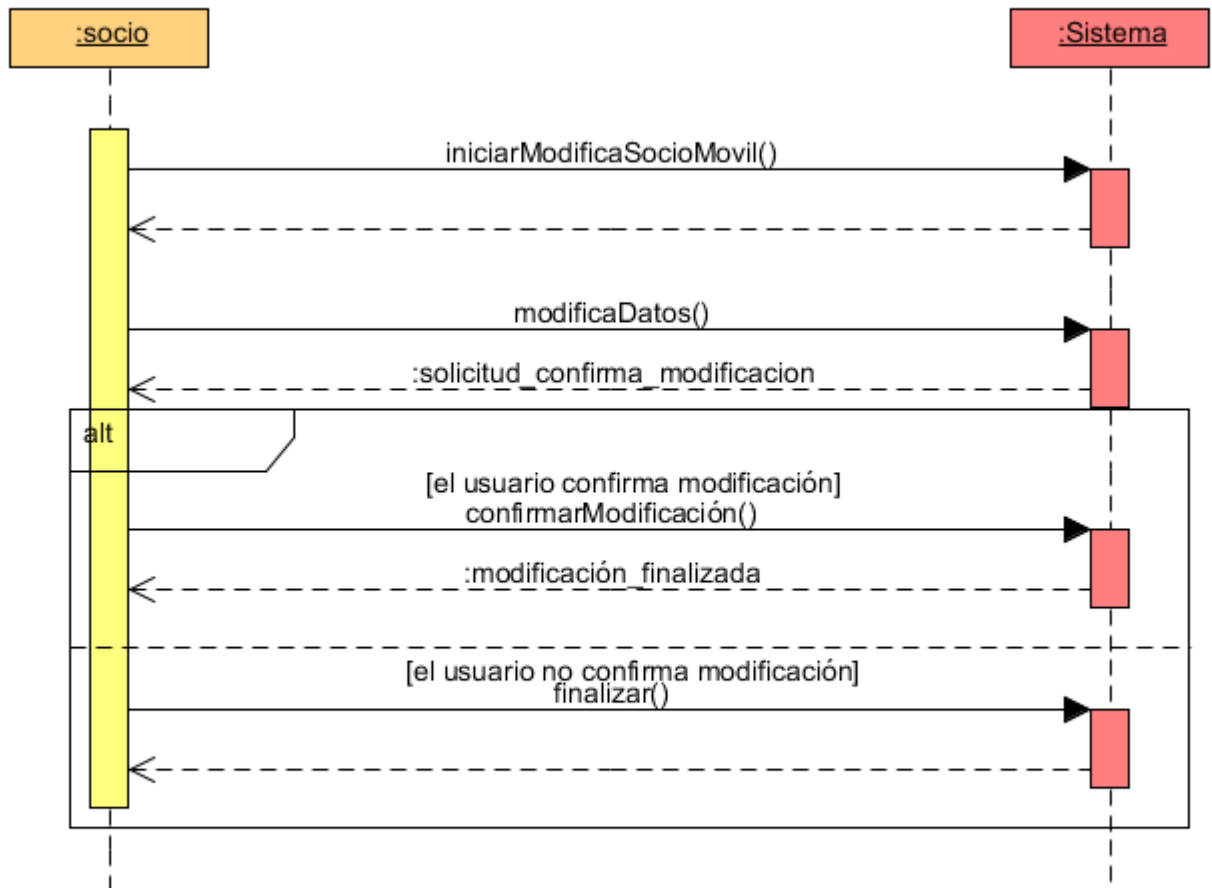 :socio
:Sistema
iniciarModificaSocioMovil()
modificaDatos()
:solicitud_confirma_modificacion
alt
[el usuario confirma modificación]
confirmarModificación()
:modificación_finalizada
[el usuario no confirma modificación]
finalizar()